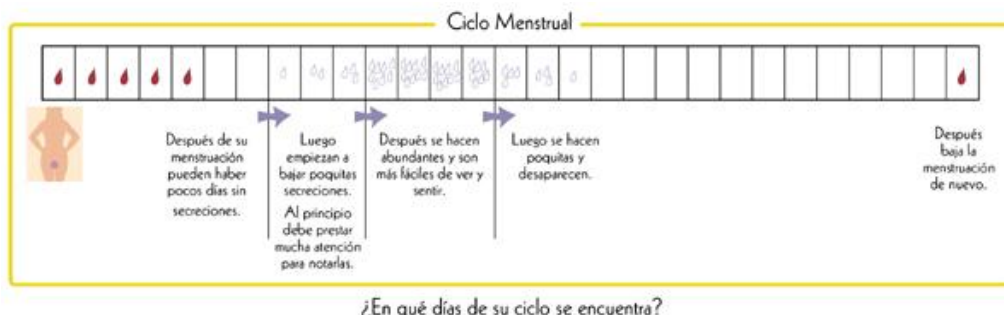 Ciclo Menstrual
Después de su
menstruación
pueden haber
pocos días sin
secreciones.
Luego
empiezan a
bajar poquitas
secreciones.
Al principio
debe prestar
mucha atención
para notarlas.
Después se hacen
abundantes y son
más fáciles de ver y
sentir.
Luego se hacen
poquitas y
desaparecen.
Después
baja la
menstruación
de nuevo.
¿En qué días de su ciclo se encuentra?